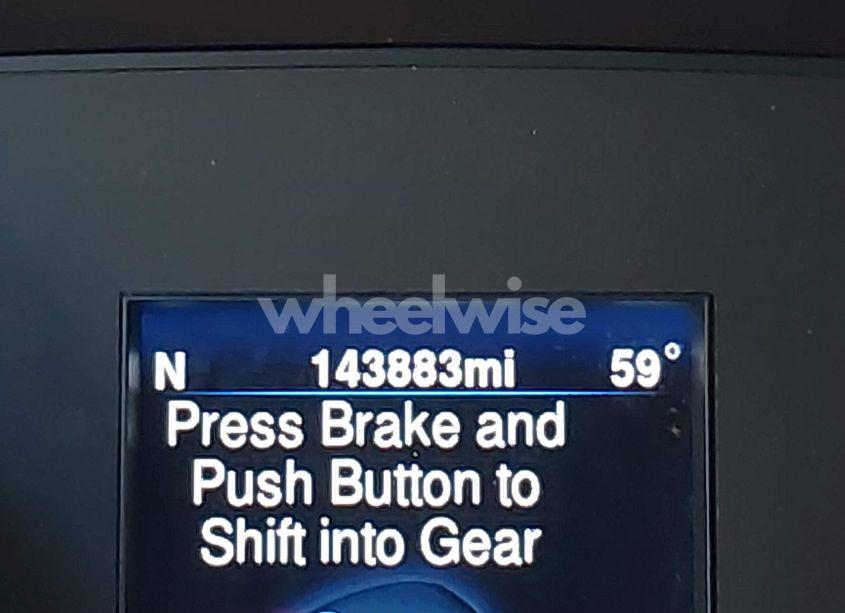 wheelwise
N 143883mi 59°
Press Brake and
Push Button to
Shift into Gear